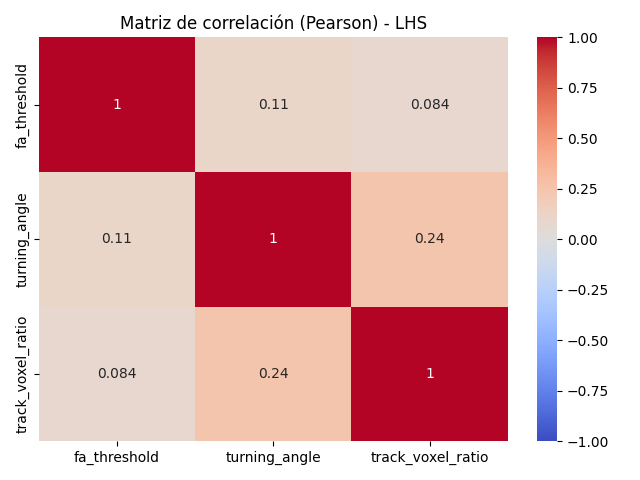 Matriz de correlación (Pearson) - LHS
fa_threshold
1
0.11
0.084
turning_angle
0.11
1
0.24
track_voxel_ratio
0.084
0.24
1
fa_threshold
turning_angle
track_voxel_ratio
1.00
0.75
0.50
0.25
0.00
−0.25
−0.50
−0.75
−1.00